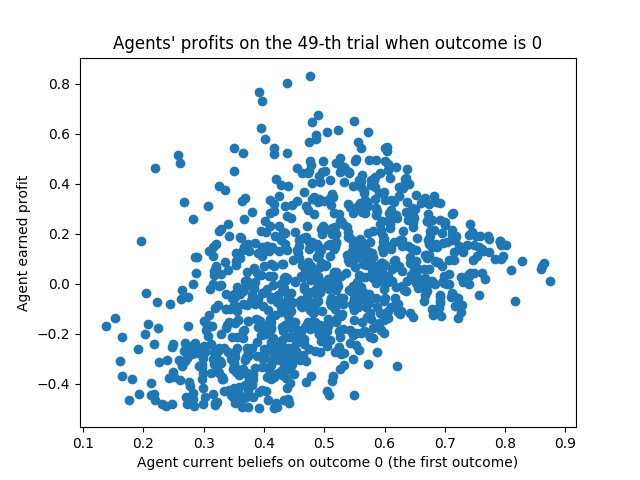 Agents' profits on the 49-th trial when outcome is 0
0.8
0.6
0.4
0.2
0.0
−0.2
−0.4
Agent earned profit
0.1 0.2 0.3 0.4 0.5 0.6 0.7 0.8 0.9
Agent current beliefs on outcome 0 (the first outcome)